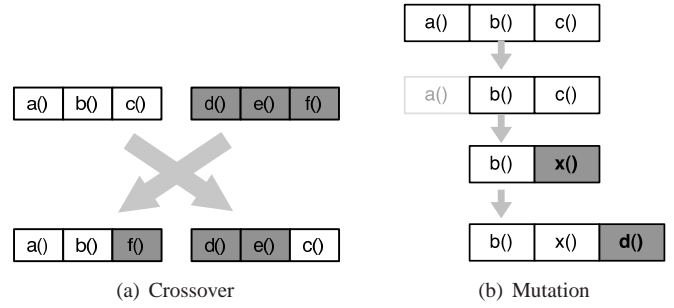 a() b() c()
d() e() f()
a() b() f()
d() e() c()
(a) Crossover
a() b() c()
a() b() c()
b() x()
b() x() d()
(b) Mutation